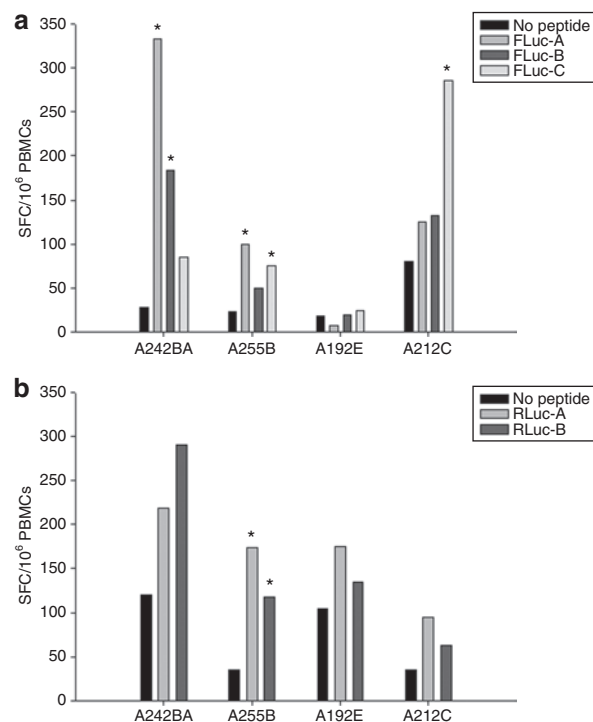 a
350
300
250
200
150
100
50
0
SFC/10⁶ PBMCs
* * * * *
A242BA A255B A192E A212C
No peptide
FLuc-A
FLuc-B
FLuc-C
b
350
300
250
200
150
100
50
0
SFC/10⁶ PBMCs
* *
A242BA A255B A192E A212C
No peptide
RLuc-A
RLuc-B